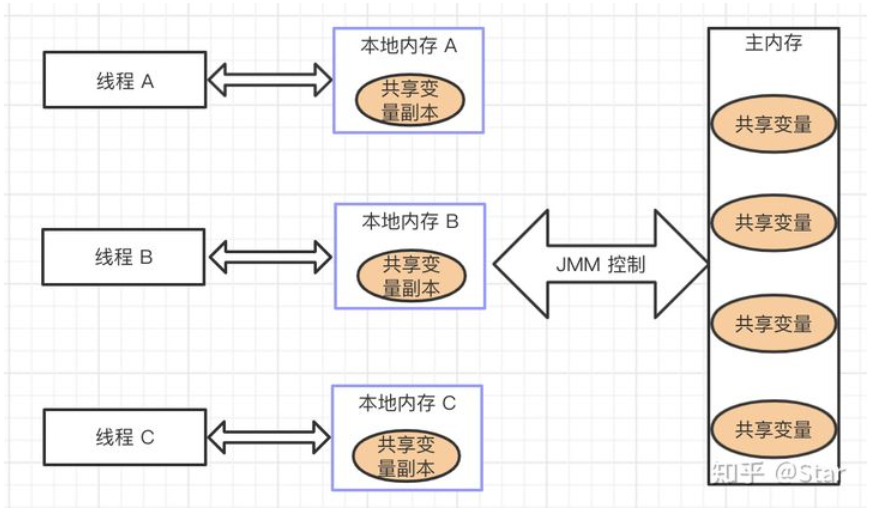 线程 A
本地内存 A
共享变
量副本
线程 B
本地内存 B
共享变
量副本
线程 C
本地内存 C
共享变
量副本
JMM 控制
主内存
共享变量
共享变量
共享变量
共享变量
知乎 @Star